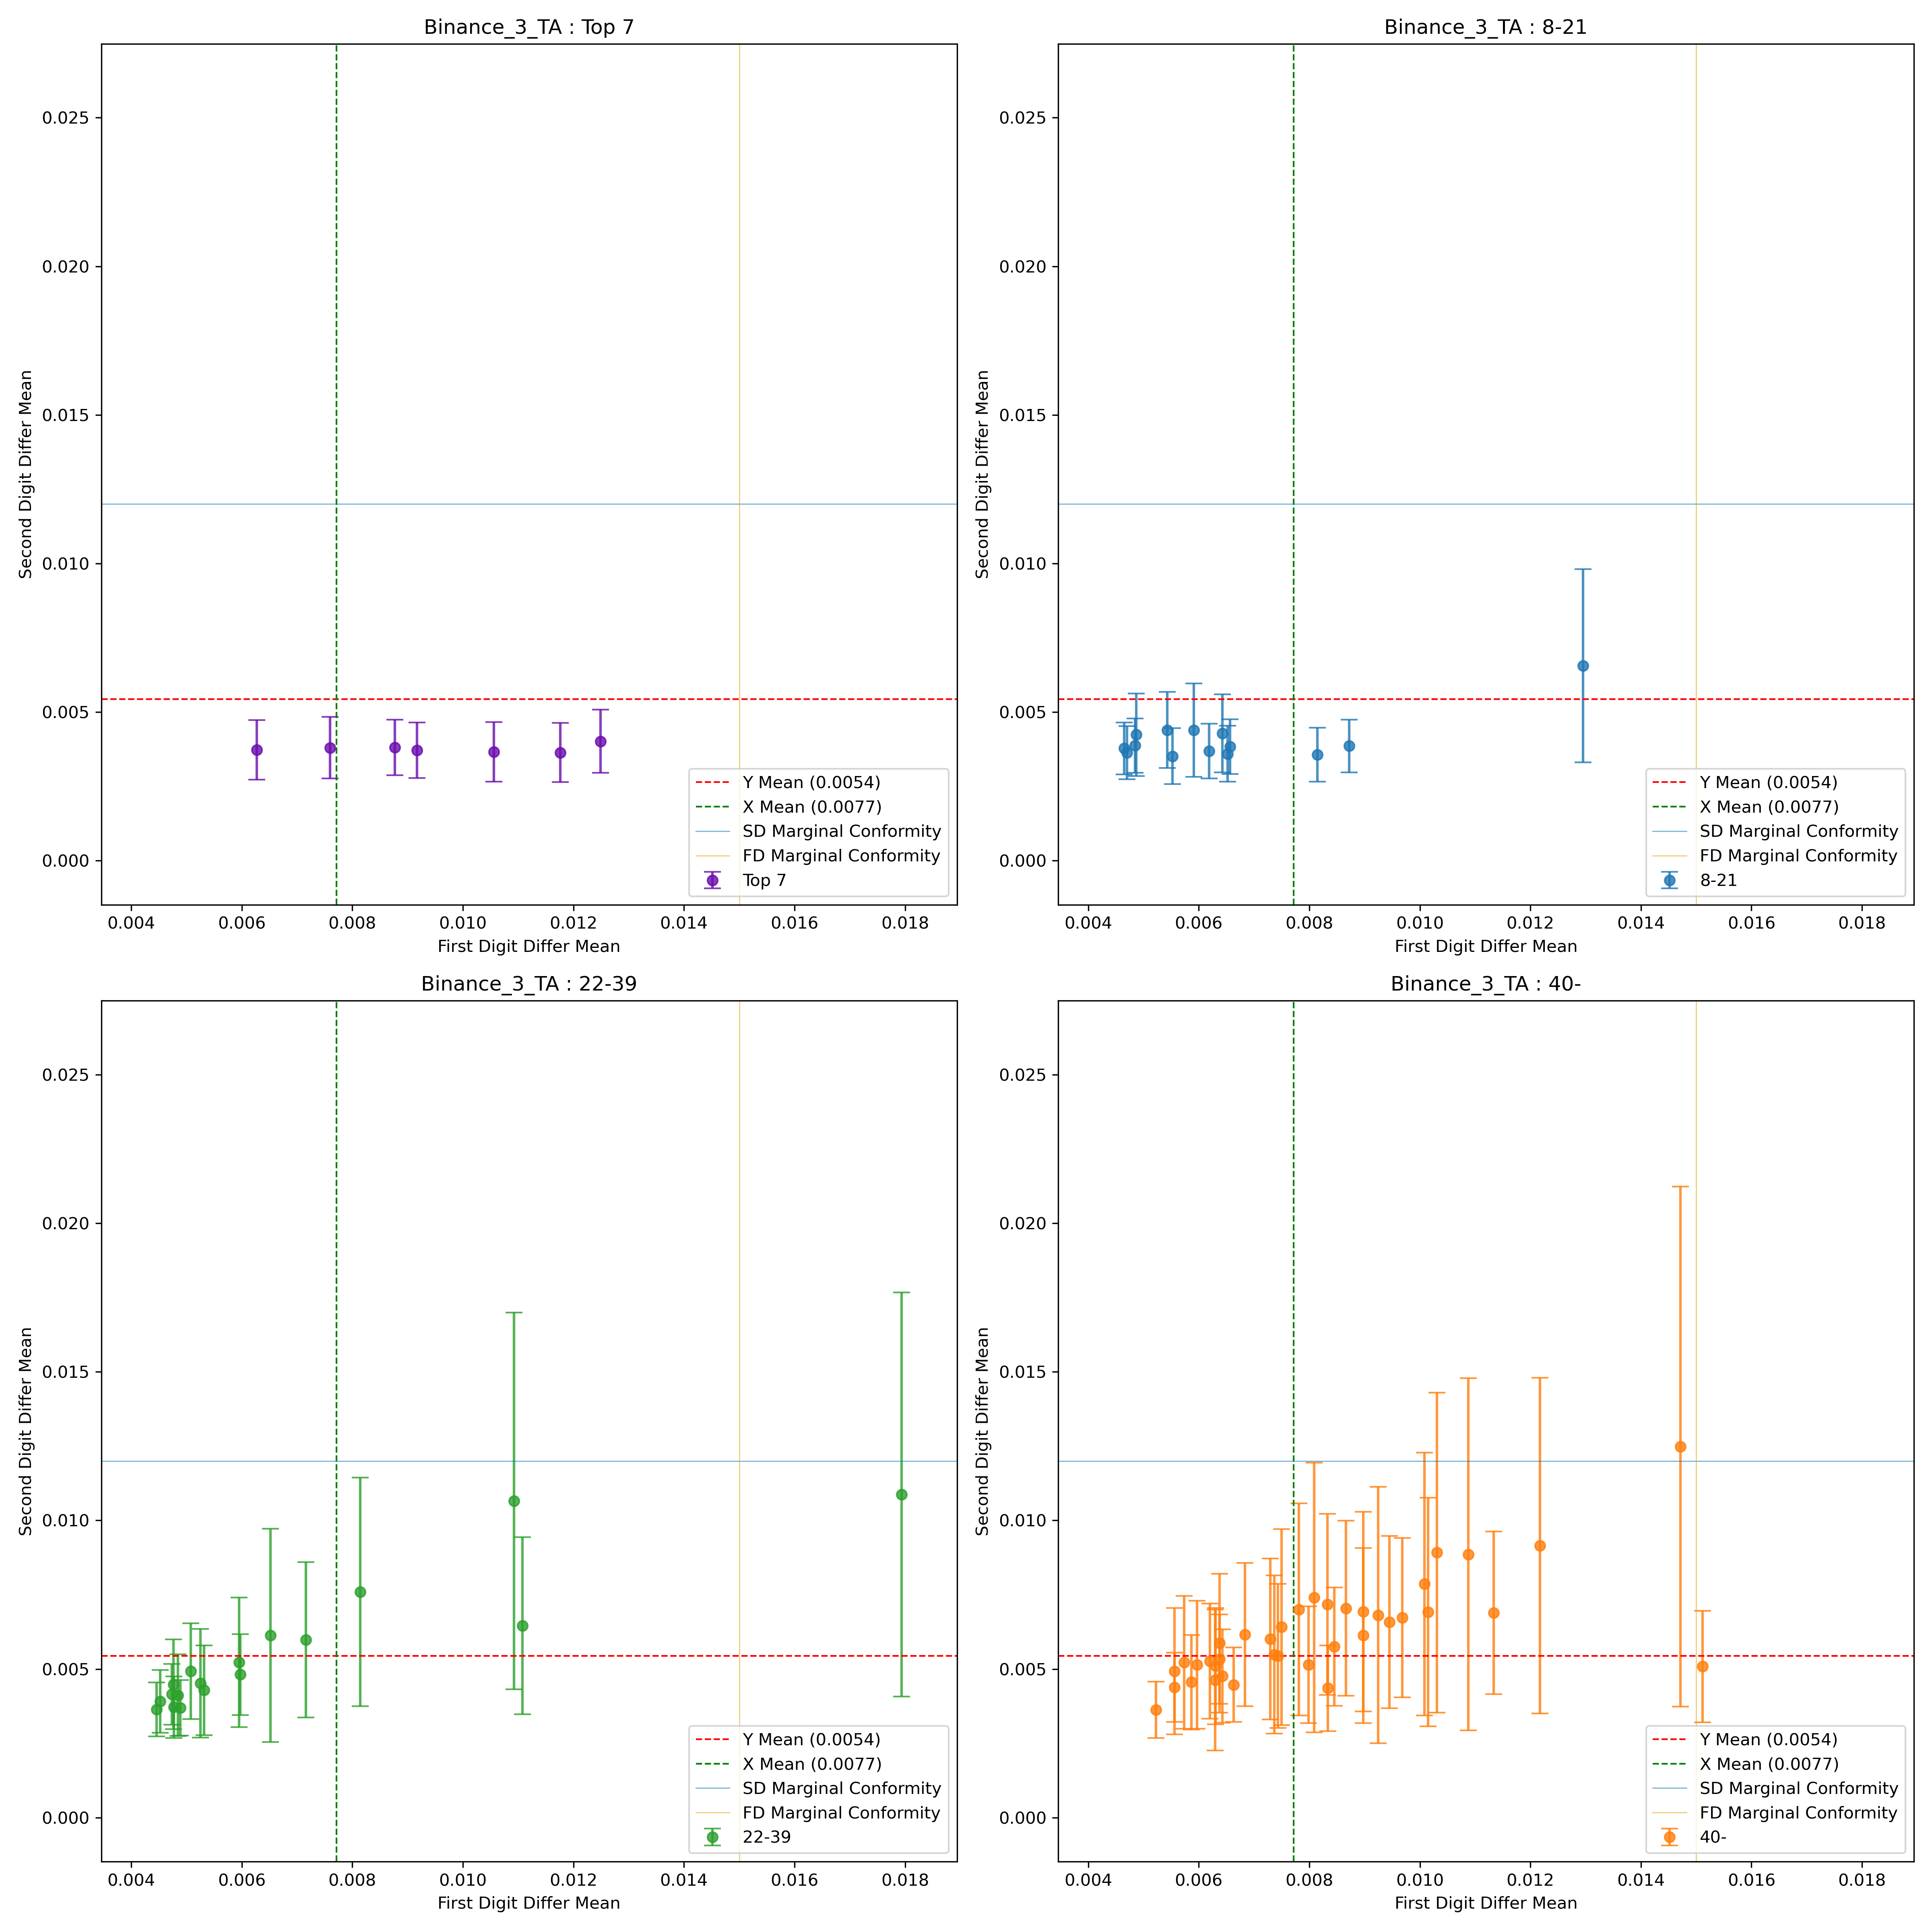 Binance_3_TA : Top 7
0.025
0.020
0.015
0.010
0.005
0.000
Second Digit Differ Mean
0.004 0.006 0.008 0.010 0.012 0.014 0.016 0.018
First Digit Differ Mean
Y Mean (0.0054)
X Mean (0.0077)
SD Marginal Conformity
FD Marginal Conformity
Top 7
Binance_3_TA : 8-21
0.025
0.020
0.015
0.010
0.005
0.000
Second Digit Differ Mean
0.004 0.006 0.008 0.010 0.012 0.014 0.016 0.018
First Digit Differ Mean
Y Mean (0.0054)
X Mean (0.0077)
SD Marginal Conformity
FD Marginal Conformity
8-21
Binance_3_TA : 22-39
0.025
0.020
0.015
0.010
0.005
0.000
Second Digit Differ Mean
0.004 0.006 0.008 0.010 0.012 0.014 0.016 0.018
First Digit Differ Mean
Y Mean (0.0054)
X Mean (0.0077)
SD Marginal Conformity
FD Marginal Conformity
22-39
Binance_3_TA : 40-
0.025
0.020
0.015
0.010
0.005
0.000
Second Digit Differ Mean
0.004 0.006 0.008 0.010 0.012 0.014 0.016 0.018
First Digit Differ Mean
Y Mean (0.0054)
X Mean (0.0077)
SD Marginal Conformity
FD Marginal Conformity
40-